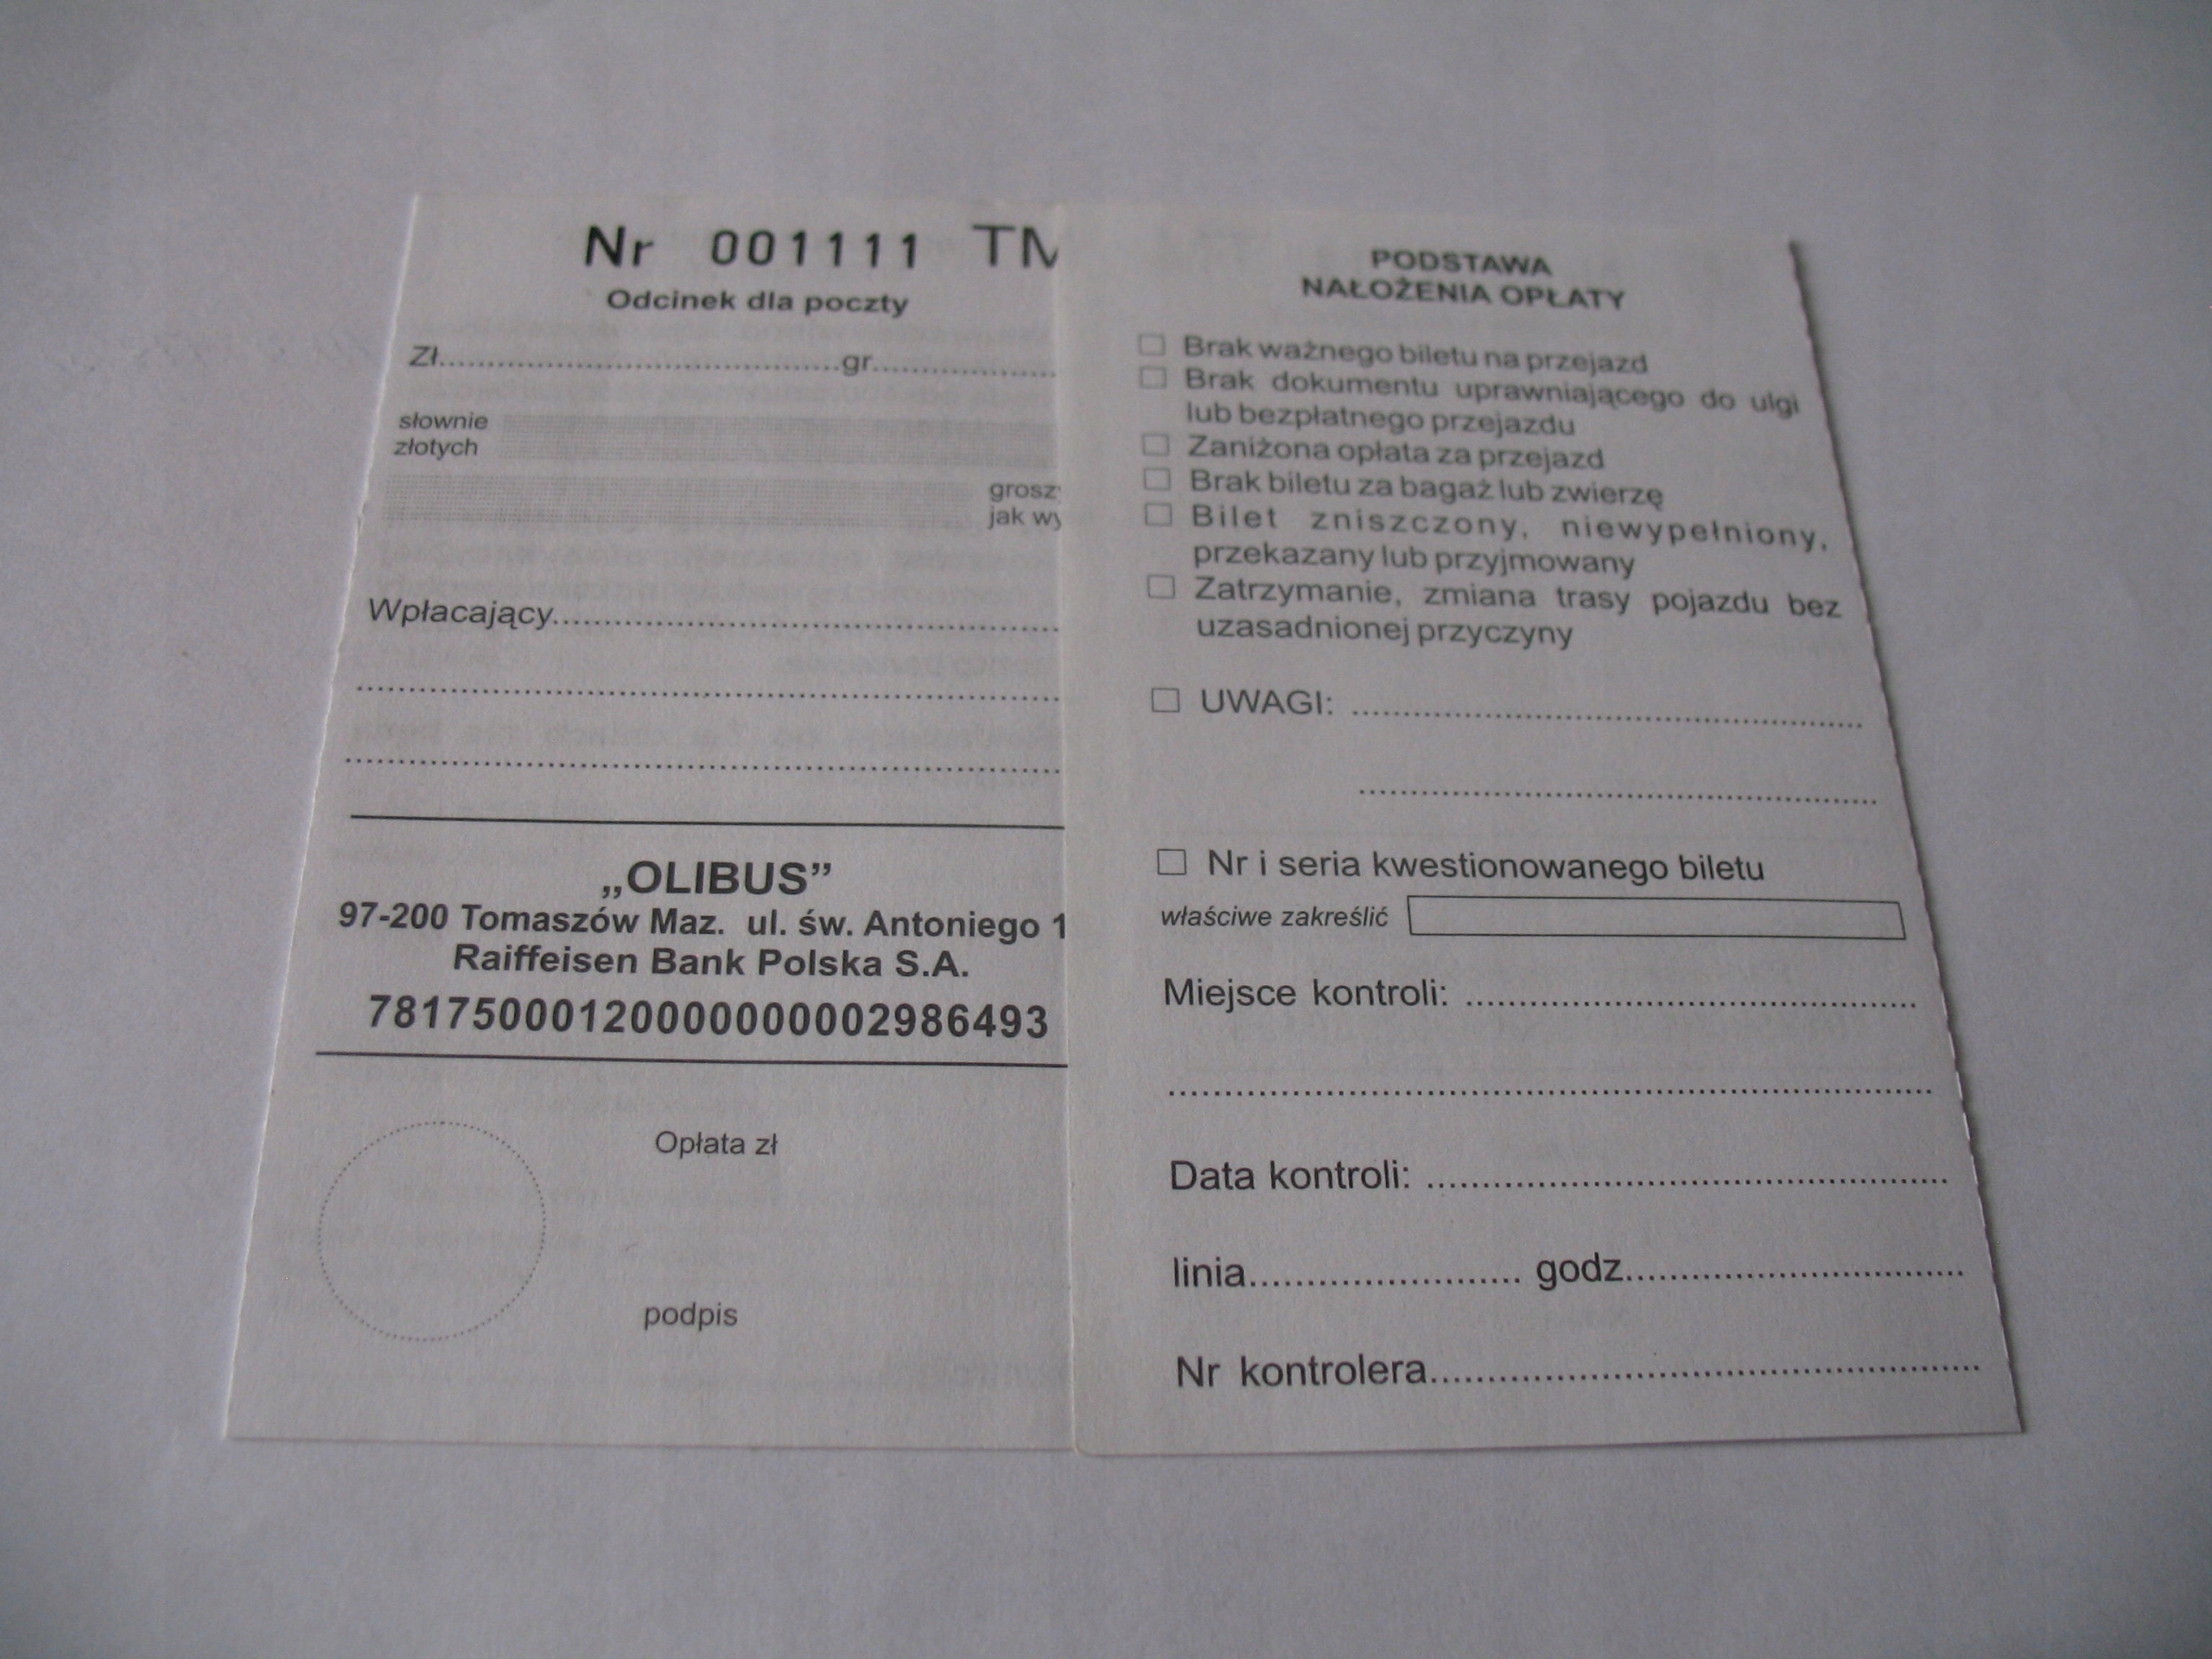 Nr 001111 TM
Odcinek dla poczty
Zł........................................gr......................
słownie
złotych
grosz
jak wy
Wpłacający..................................................
„OLIBUS”
97-200 Tomaszów Maz. ul. św. Antoniego 1
Raiffeisen Bank Polska S.A.
78175000120000000002986493
Opłata zł
podpis
PODSTAWA
NAŁOŻENIA OPŁATY
□ Brak ważnego biletu na przejazd
□ Brak dokumentu uprawniającego do ulgi
lub bezpłatnego przejazdu
□ Zaniżona opłata za przejazd
□ Brak biletu za bagaż lub zwierzę
□ Bilet zniszczony, niewypełniony,
przekazany lub przyjmowany
□ Zatrzymanie, zmiana trasy pojazdu bez
uzasadnionej przyczyny
□ UWAGI: ..................................................
□ Nr i seria kwestionowanego biletu
właściwe zakreślić
Miejsce kontroli: ..........................................
Data kontroli: ................................................
linia.......................... godz................................
Nr kontrolera....................................................